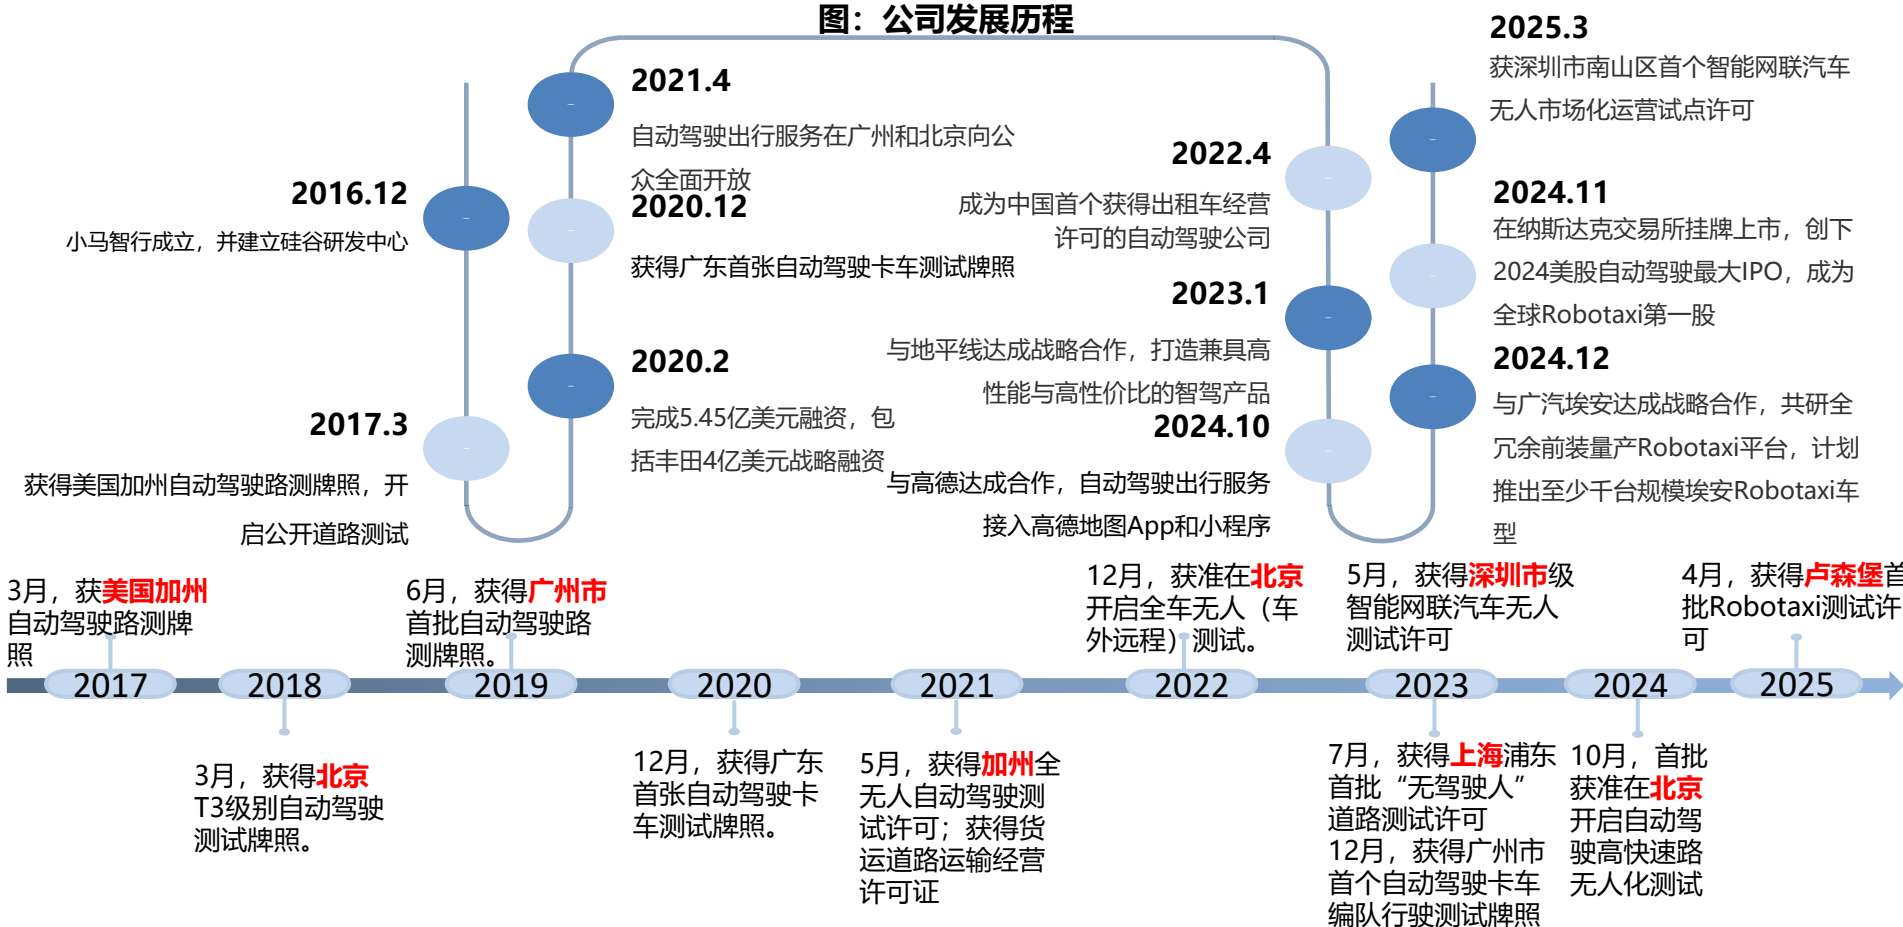 图：公司发展历程
2016.12
小马智行成立，并建立硅谷研发中心
2017.3
获得美国加州自动驾驶路测牌照，开
启公开道路测试
2021.4
自动驾驶出行服务在广州和北京向公
众全面开放
2020.12
获得广东首张自动驾驶卡车测试牌照
2020.2
完成5.45亿美元融资，包
括丰田4亿美元战略融资
2022.4
成为中国首个获得出租车经营
许可的自动驾驶公司
2023.1
与地平线达成战略合作，打造兼具高
性能与高性价比的智驾产品
2024.10
与高德达成合作，自动驾驶出行服务
接入高德地图App和小程序
2025.3
获深圳市南山区首个智能网联汽车
无人市场化运营试点许可
2024.11
在纳斯达克交易所挂牌上市，创下
2024美股自动驾驶最大IPO，成为
全球Robotaxi第一股
2024.12
与广汽埃安达成战略合作，共研全
冗余前装量产Robotaxi平台，计划
推出至少千台规模埃安Robotaxi车
型
3月，获美国加州
自动驾驶路测牌
照
6月，获得广州市
首批自动驾驶路
测牌照。
12月，获准在北京
开启全车无人（车
外远程）测试。
5月，获得深圳市级
智能网联汽车无人
测试许可
4月，获得卢森堡首
批Robotaxi测试许
可
2017
2018
2019
2020
2021
2022
2023
2024
2025
3月，获得北京
T3级别自动驾驶
测试牌照。
12月，获得广东
首张自动驾驶卡
车测试牌照。
5月，获得加州全
无人自动驾驶测
试许可；获得货
运道路运输经营
许可证
7月，获得上海浦东
首批“无驾驶人”
道路测试许可
12月，获得广州市
首个自动驾驶卡车
编队行驶测试牌照
10月，首批
获准在北京
开启自动驾
驶高快速路
无人化测试